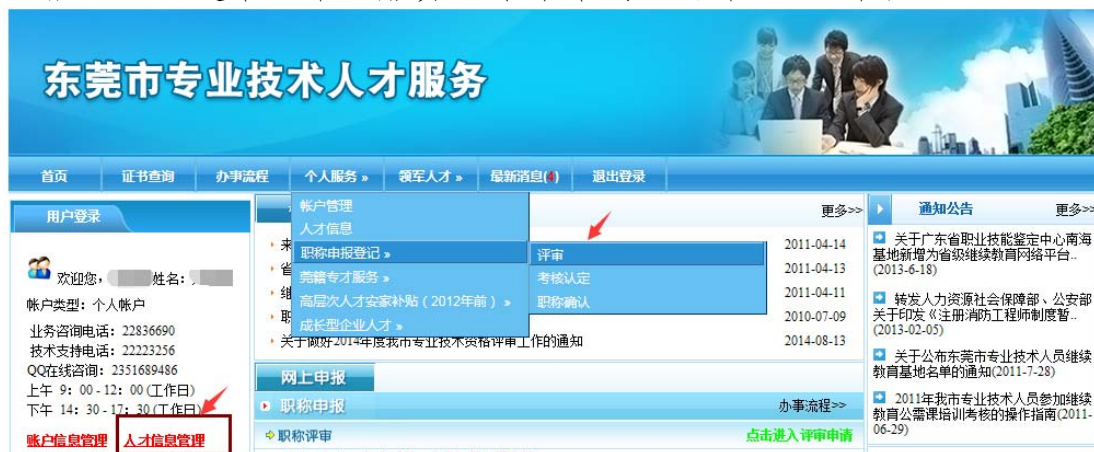 东莞市专业技术人才服务
首页 证书查询 办事流程 个人服务 » 领军人才 » 最新消息(4) 退出登录
用户登录
欢迎您， 姓名：
帐户类型：个人帐户
业务咨询电话：22836690
技术支持电话：22223256
QQ在线咨询：2351689486
上午 9：00-12：00(工作日)
下午 14：30-17：30(工作日)
账户信息管理 人才信息管理
帐户管理
人才信息
职称申报登记 »
莞籍专才服务 »
高层次人才安家补贴（2012年前） »
成长型企业人才 »
评审
考核认定
职称确认
更多>>
来 2011-04-14
省 2011-04-13
继 2011-04-11
职 2010-07-09
关于做好2014年度我市专业技术资格评审工作的通知 2014-08-13
网上申报
职称申报 办事流程>>
职称评审 点击进入评审申请
通知公告 更多>>
关于广东省职业技能鉴定中心南海
基地新增为省级继续教育网络平台..
(2013-6-18)
转发人力资源社会保障部、公安部
关于印发《注册消防工程师制度暂..
(2013-02-05)
关于公布东莞市专业技术人员继续
教育基地名单的通知(2011-7-28)
2011年我市专业技术人员参加继续
教育公需课培训考核的操作指南(2011-
06-29)